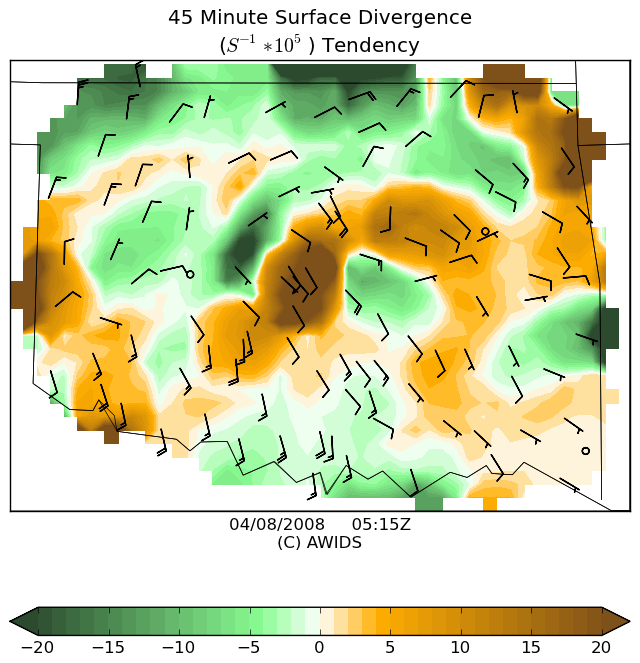 45 Minute Surface Divergence
(S⁻¹ * 10⁵ ) Tendency
04/08/2008 05:15Z
(C) AWIDS
−20 −15 −10 −5 0 5 10 15 20